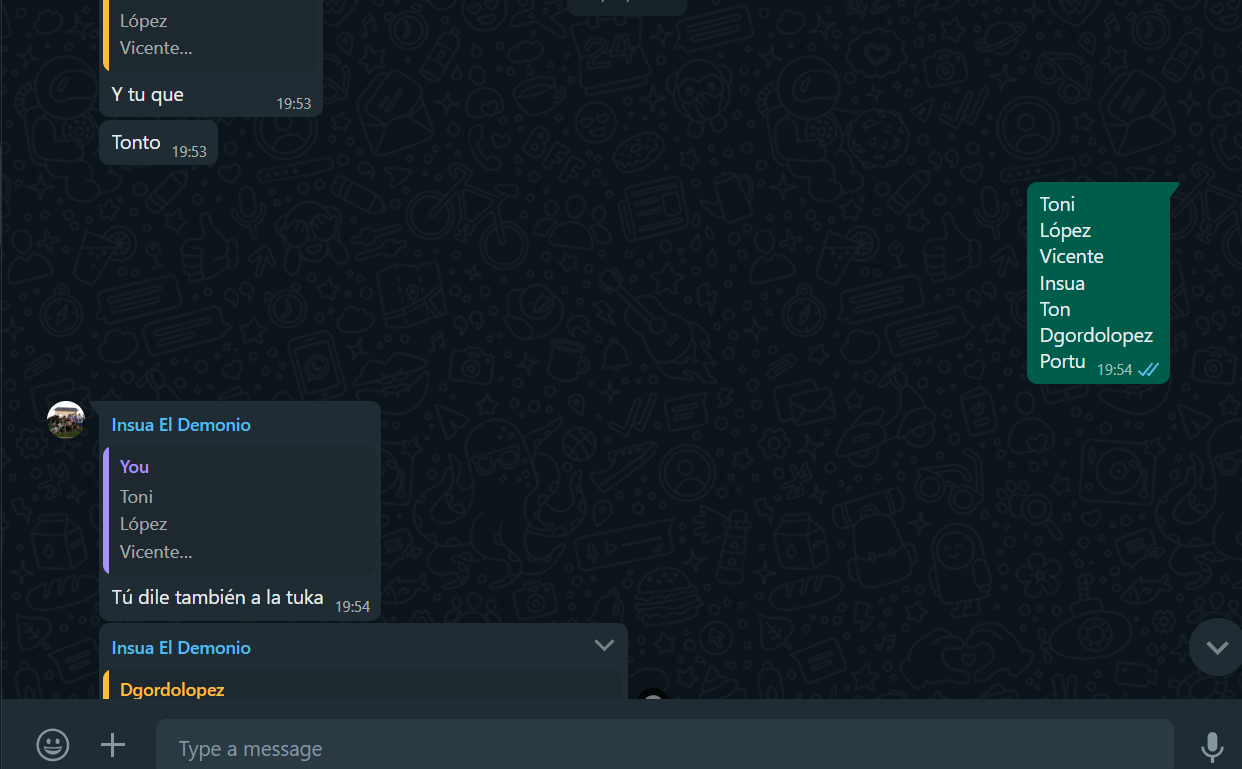 López
Vicente...
Y tu que
19:53
Tonto
19:53
Toni
López
Vicente
Insua
Ton
Dgordolopez
Portu
19:54
Insua El Demonio
You
Toni
López
Vicente...
Tú dile también a la tuka
19:54
Insua El Demonio
Dgordolopez
Type a message